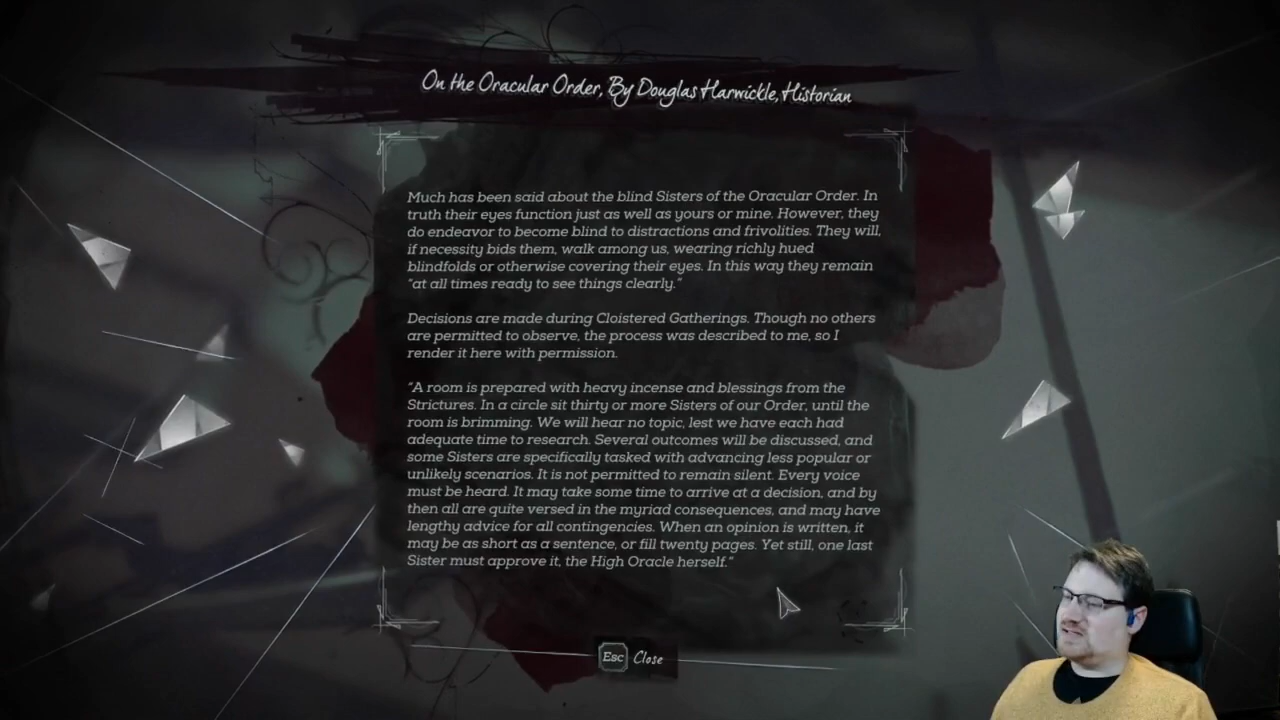 On the Oracular Order, By Douglas Harwickle, Historian
Much has been said about the blind Sisters of the Oracular Order. In
truth their eyes function just as well as yours or mine. However, they
do endeavor to become blind to distractions and frivolities. They will,
if necessity bids them, walk among us, wearing richly hued
blindfolds or otherwise covering their eyes. In this way they remain
"at all times ready to see things clearly."
Decisions are made during Cloistered Gatherings. Though no others
are permitted to observe, the process was described to me, so I
render it here with permission.
"A room is prepared with heavy incense and blessings from the
Strictures. In a circle sit thirty or more Sisters of our Order, until the
room is brimming. We will hear no topic, lest we have each had
adequate time to research. Several outcomes will be discussed, and
some Sisters are specifically tasked with advancing less popular or
unlikely scenarios. It is not permitted to remain silent. Every voice
must be heard. It may take some time to arrive at a decision, and by
then all are quite versed in the myriad consequences, and may have
lengthy advice for all contingencies. When an opinion is written, it
may be as short as a sentence, or fill twenty pages. Yet still, one last
Sister must approve it, the High Oracle herself."
Esc Close